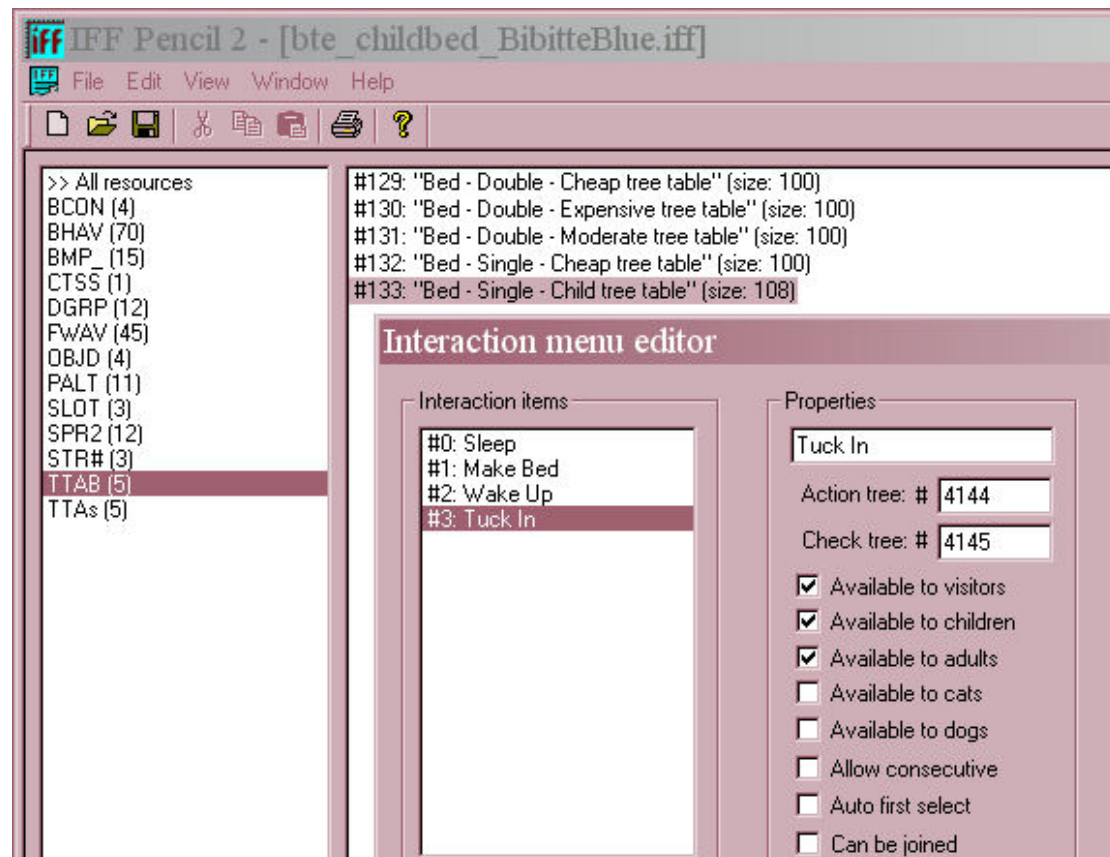 iff IFF Pencil 2 - [bte_childbed_BibitteBlue.iff]
IFF File Edit View Window Help
>> All resources
BCON (4)
BHAV (70)
BMP_ (15)
CTSS (1)
DGRP (12)
FWAV (45)
OBJD (4)
PALT (11)
SLOT (3)
SPR2 (12)
STR# (3)
TTAB (5)
TTAs (5)
#129: "Bed - Double - Cheap tree table" (size: 100)
#130: "Bed - Double - Expensive tree table" (size: 100)
#131: "Bed - Double - Moderate tree table" (size: 100)
#132: "Bed - Single - Cheap tree table" (size: 100)
#133: "Bed - Single - Child tree table" (size: 108)
Interaction menu editor
Interaction items
#0: Sleep
#1: Make Bed
#2: Wake Up
#3: Tuck In
Properties
Tuck In
Action tree: # 4144
Check tree: # 4145
Available to visitors
Available to children
Available to adults
Available to cats
Available to dogs
Allow consecutive
Auto first select
Can be joined